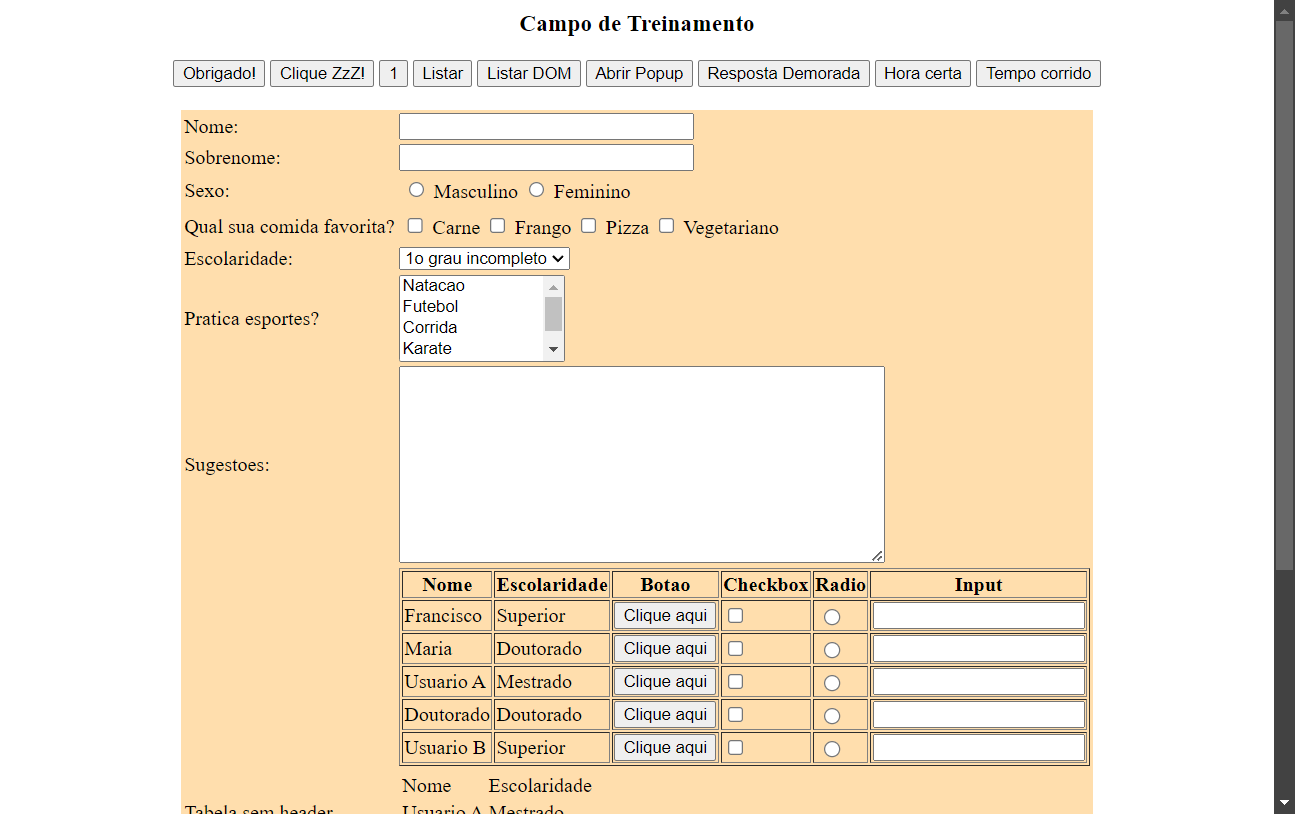 Campo de Treinamento
Obrigado! Clique ZzZ! 1 Listar Listar DOM Abrir Popup Resposta Demorada Hora certa Tempo corrido
Nome:
Sobrenome:
Sexo: Masculino Feminino
Qual sua comida favorita? Carne Frango Pizza Vegetariano
Escolaridade: 1o grau incompleto
Pratica esportes?
Natacao
Futebol
Corrida
Karate
Sugestoes:
Nome Escolaridade Botao Checkbox Radio Input
Francisco Superior Clique aqui
Maria Doutorado Clique aqui
Usuario A Mestrado Clique aqui
Doutorado Doutorado Clique aqui
Usuario B Superior Clique aqui
Nome Escolaridade
Tabela sem header Usuario A Mestrado